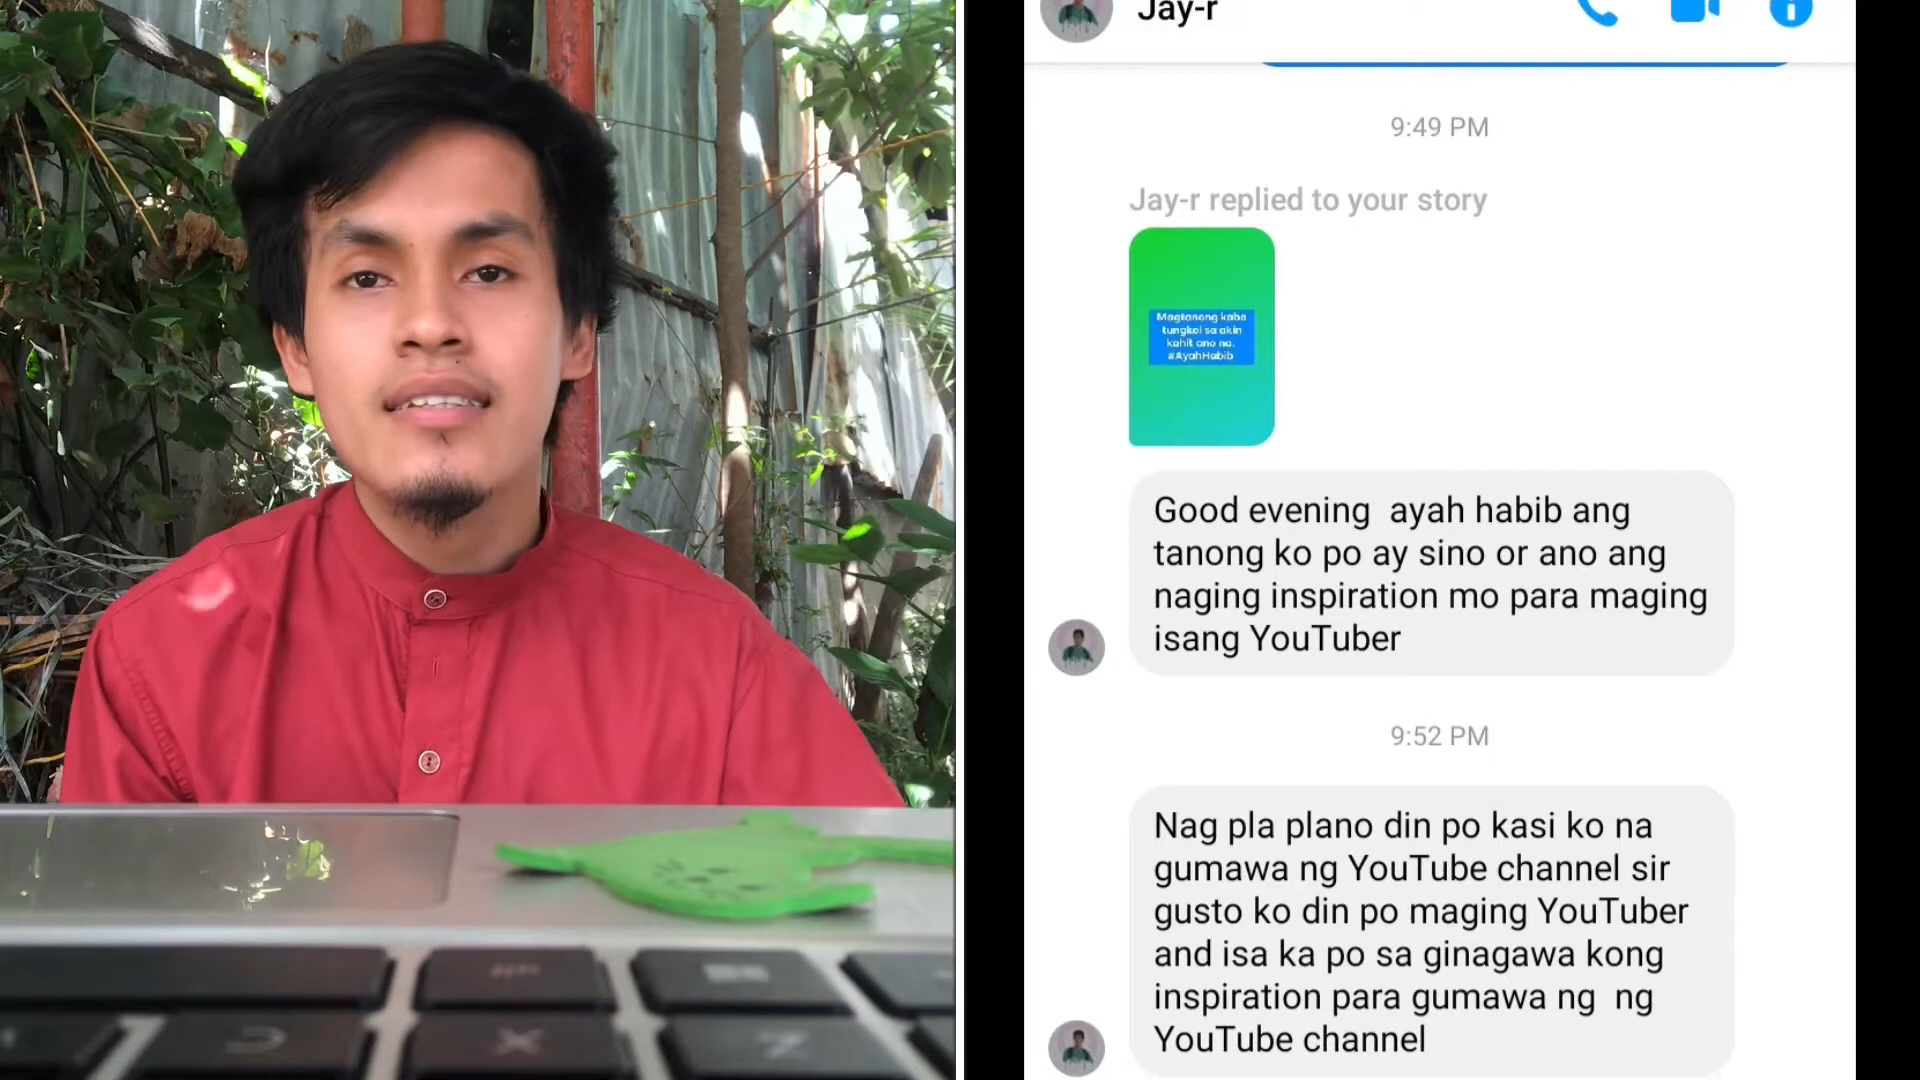 Jay-r
9:49 PM
Jay-r replied to your story
Magtanong kaba
tungkol sa akin
kahit ano na.
#AyahHabib
Good evening  ayah habib ang
tanong ko po ay sino or ano ang
naging inspiration mo para maging
isang YouTuber
9:52 PM
Nag pla plano din po kasi ko na
gumawa ng YouTube channel sir
gusto ko din po maging YouTuber
and isa ka po sa ginagawa kong
inspiration para gumawa ng  ng
YouTube channel
X